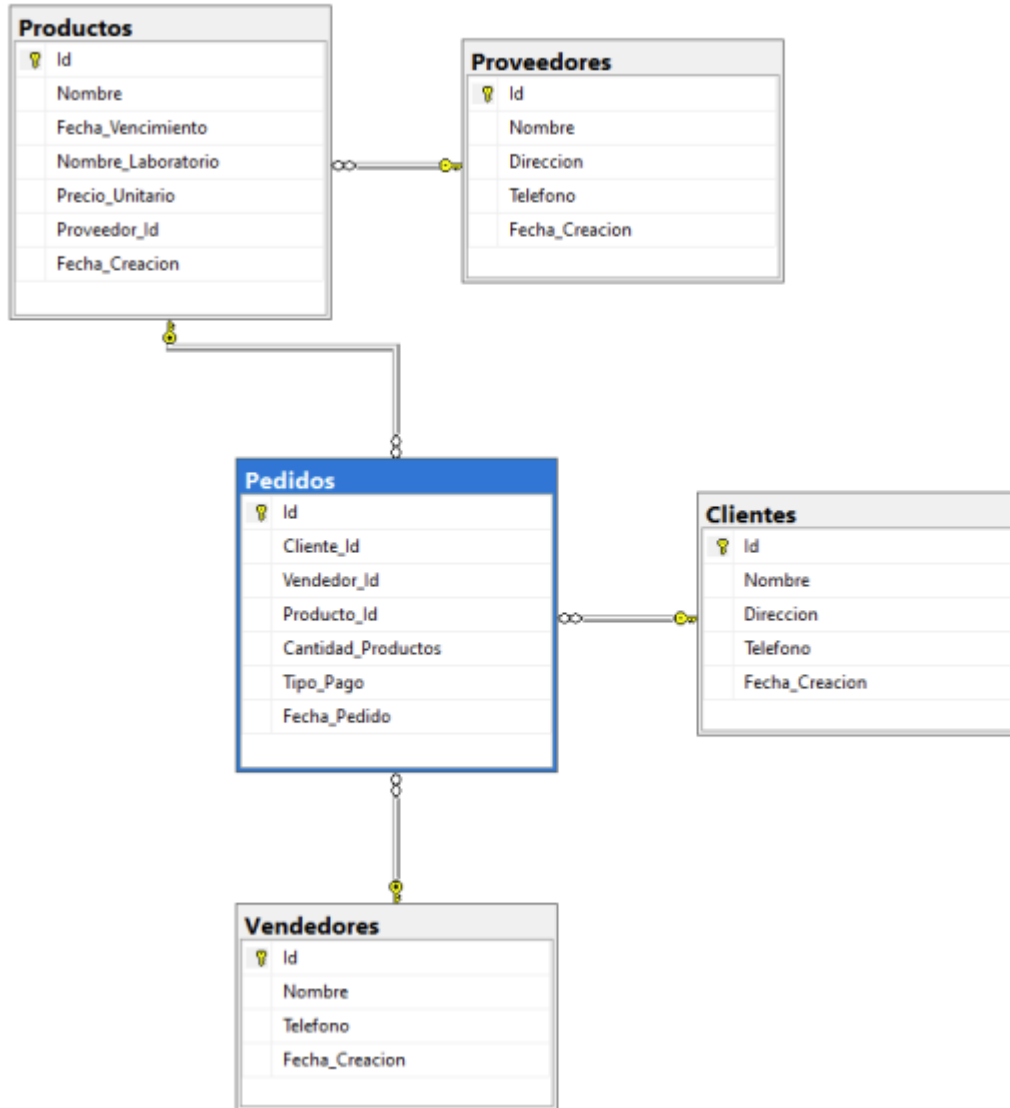 Productos
Id
Nombre
Fecha_Vencimiento
Nombre_Laboratorio
Precio_Unitario
Proveedor_Id
Fecha_Creacion
Proveedores
Id
Nombre
Direccion
Telefono
Fecha_Creacion
Pedidos
Id
Cliente_Id
Vendedor_Id
Producto_Id
Cantidad_Productos
Tipo_Pago
Fecha_Pedido
Clientes
Id
Nombre
Direccion
Telefono
Fecha_Creacion
Vendedores
Id
Nombre
Telefono
Fecha_Creacion